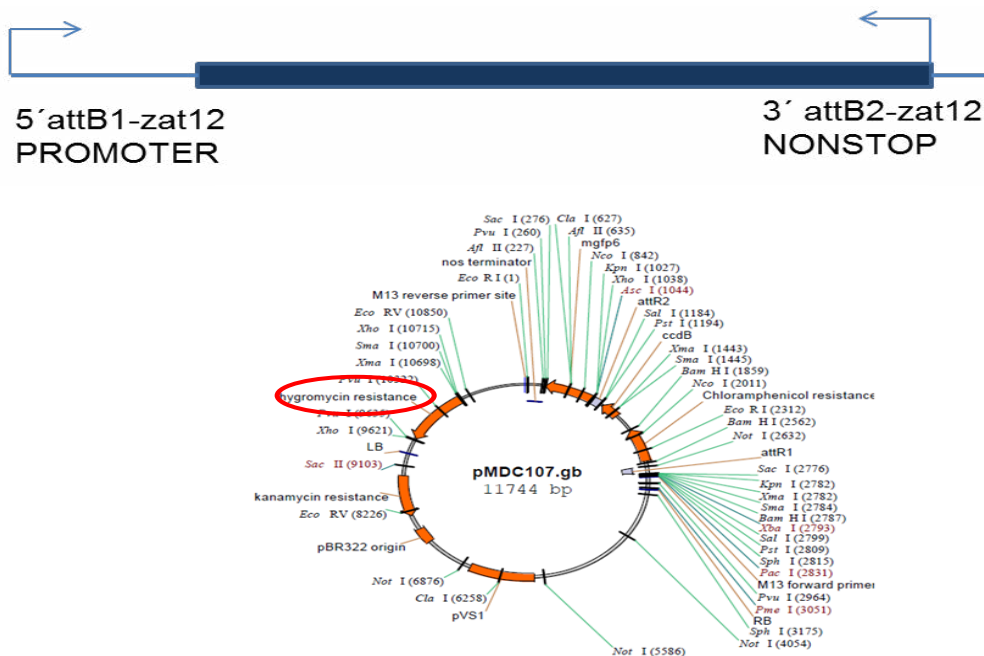 5´attB1-zat12
PROMOTER
3´ attB2-zat12
NONSTOP
Sac I (276)
Pvu I (260)
Afl II (227)
nos terminator
Eco R I (1)
M13 reverse primer site
Eco RV (10850)
Xho I (10715)
Sma I (10700)
Xma I (10698)
hygromycin resistance
Xho I (9621)
LB
Sac II (9103)
kanamycin resistance
Eco RV (8226)
pBR322 origin
Not I (6876)
Cla I (6258)
pVS1
Cla I (627)
Afl II (635)
mgfp6
Nco I (842)
Kpn I (1027)
Xho I (1038)
Asc I (1044)
attR2
Sal I (1184)
Pst I (1194)
ccdB
Xma I (1443)
Sma I (1445)
Bam H I (1859)
Nco I (2011)
Chloramphenicol resistance
Eco R I (2312)
Bam H I (2562)
Not I (2632)
attR1
Sac I (2776)
Kpn I (2782)
Xma I (2782)
Sma I (2784)
Bam H I (2787)
Xba I (2793)
Sal I (2799)
Pst I (2809)
Sph I (2815)
Pac I (2831)
M13 forward primer
Pvu I (2964)
Pme I (3051)
RB
Sph I (3175)
Not I (4054)
Not I (5586)
pMDC107.gb
11744 bp